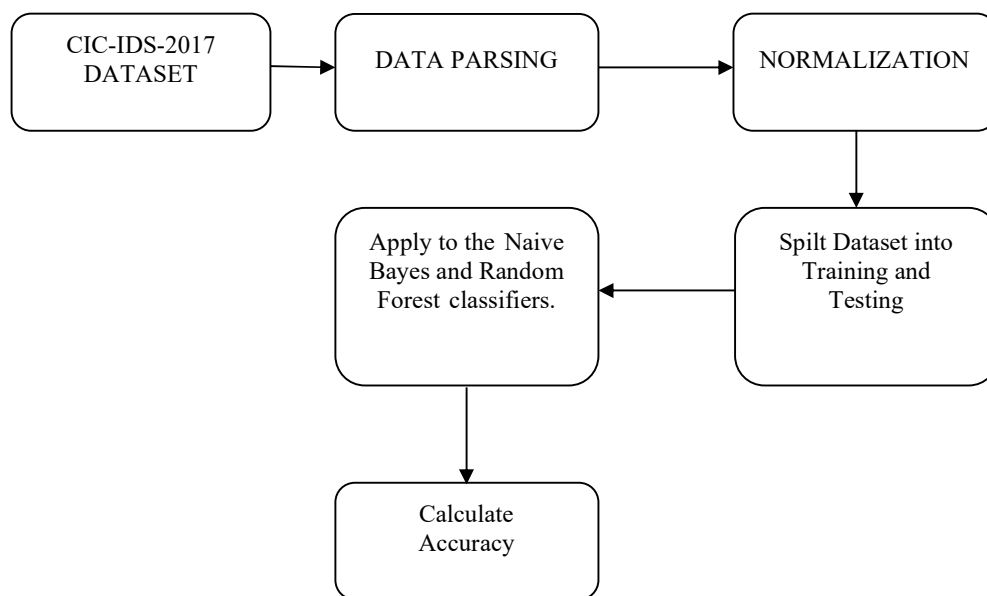 CIC-IDS-2017
DATASET
DATA PARSING
NORMALIZATION
Spilt Dataset into
Training and
Testing
Apply to the Naive
Bayes and Random
Forest classifiers.
Calculate
Accuracy